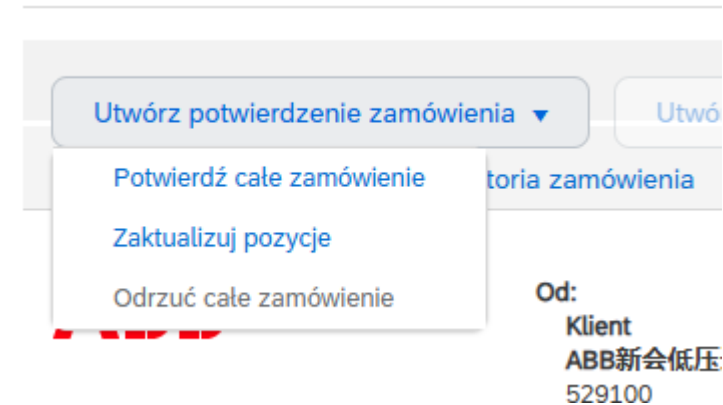 Utwórz potwierdzenie zamówienia
Utwó
Potwierdź całe zamówienie
toria zamówienia
Zaktualizuj pozycje
Odrzuć całe zamówienie
Od:
Klient
ABB新会低压
529100